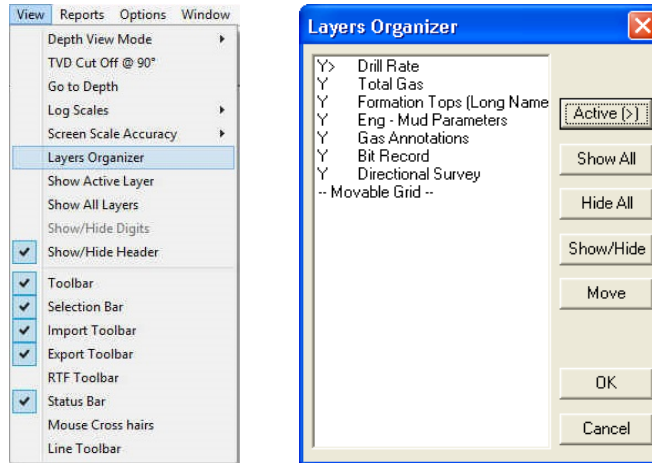 View Reports Options Window
Depth View Mode
TVD Cut Off @ 90°
Go to Depth
Log Scales
Screen Scale Accuracy
Layers Organizer
Show Active Layer
Show All Layers
Show/Hide Digits
Show/Hide Header
Toolbar
Selection Bar
Import Toolbar
Export Toolbar
RTF Toolbar
Status Bar
Mouse Cross hairs
Line Toolbar
Layers Organizer
Y> Drill Rate
Y Total Gas
Y Formation Tops (Long Name
Y Eng - Mud Parameters
Y Gas Annotations
Y Bit Record
Y Directional Survey
-- Movable Grid --
Active (>)
Show All
Hide All
Show/Hide
Move
OK
Cancel